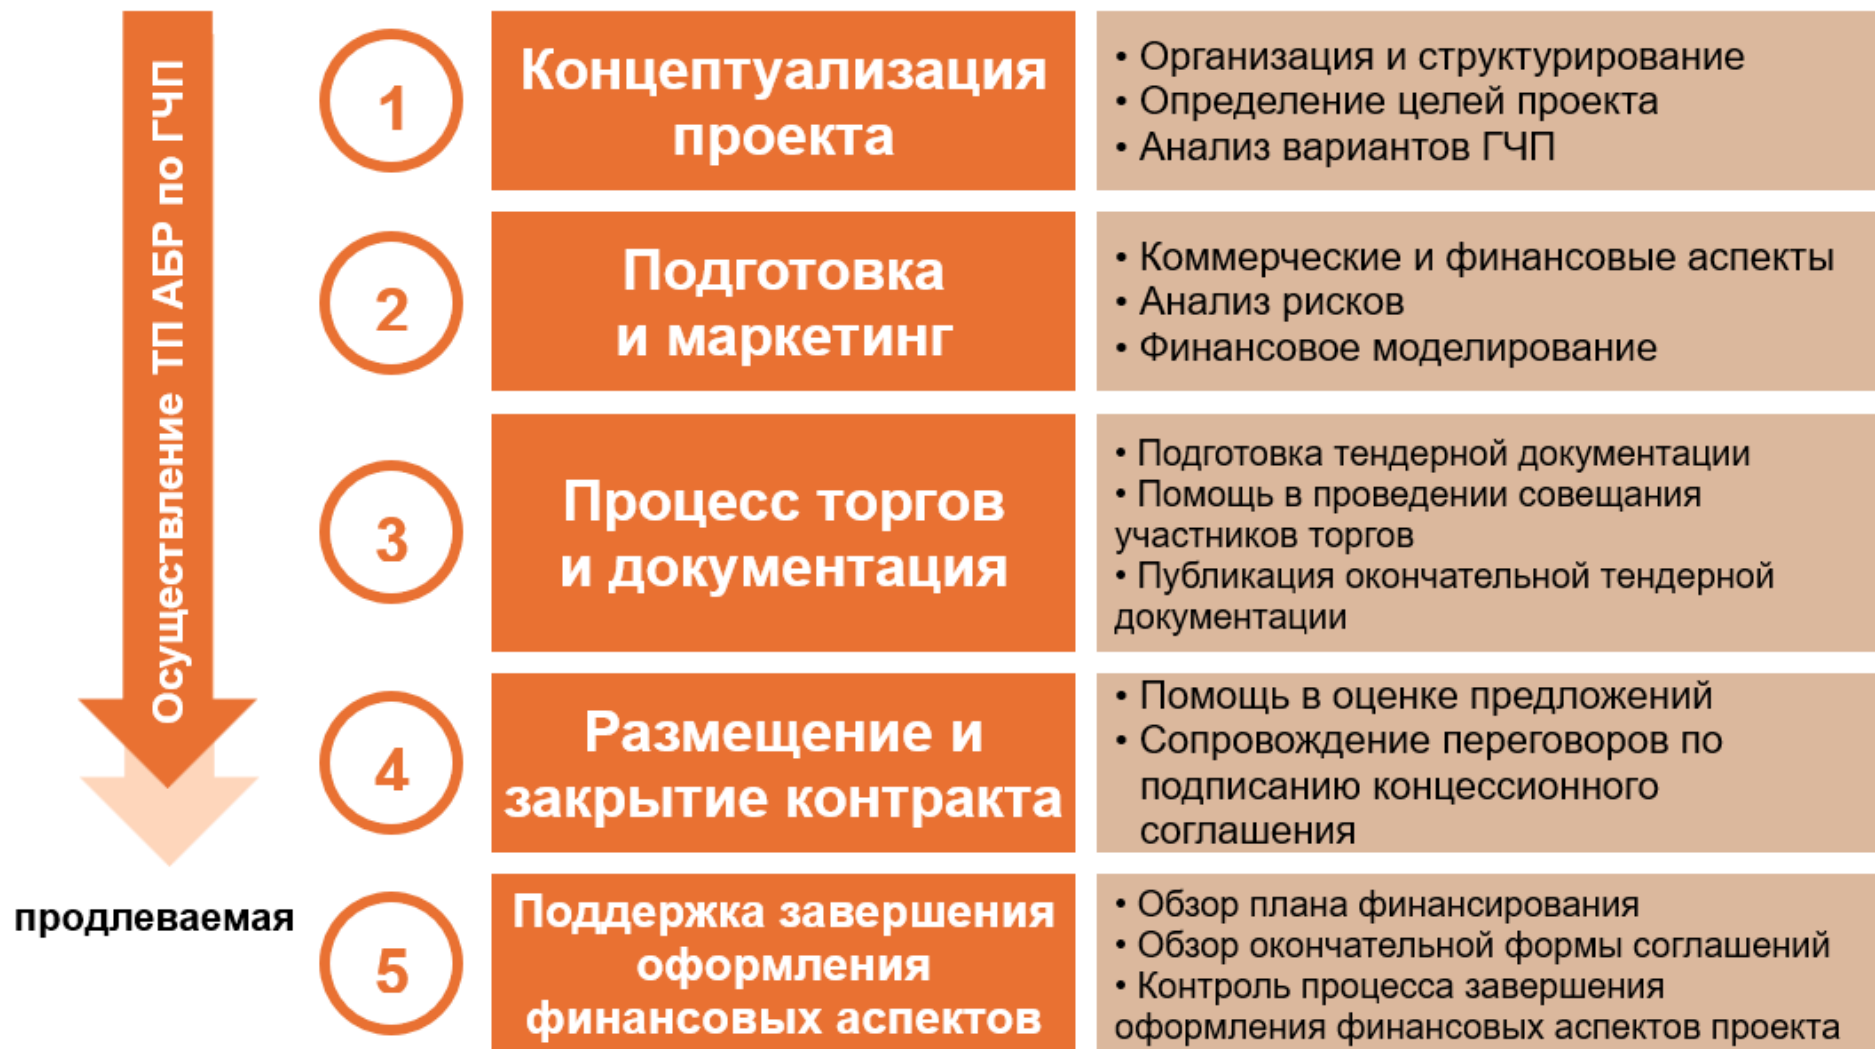 Осуществление ТП АБР по ГЧП
продлеваемая
1
Концептуализация
проекта
• Организация и структурирование
• Определение целей проекта
• Анализ вариантов ГЧП
2
Подготовка
и маркетинг
• Коммерческие и финансовые аспекты
• Анализ рисков
• Финансовое моделирование
3
Процесс торгов
и документация
• Подготовка тендерной документации
• Помощь в проведении совещания
участников торгов
• Публикация окончательной тендерной
документации
4
Размещение и
закрытие контракта
• Помощь в оценке предложений
• Сопровождение переговоров по
подписанию концессионного
соглашения
5
Поддержка завершения
оформления
финансовых аспектов
• Обзор плана финансирования
• Обзор окончательной формы соглашений
• Контроль процесса завершения
оформления финансовых аспектов проекта